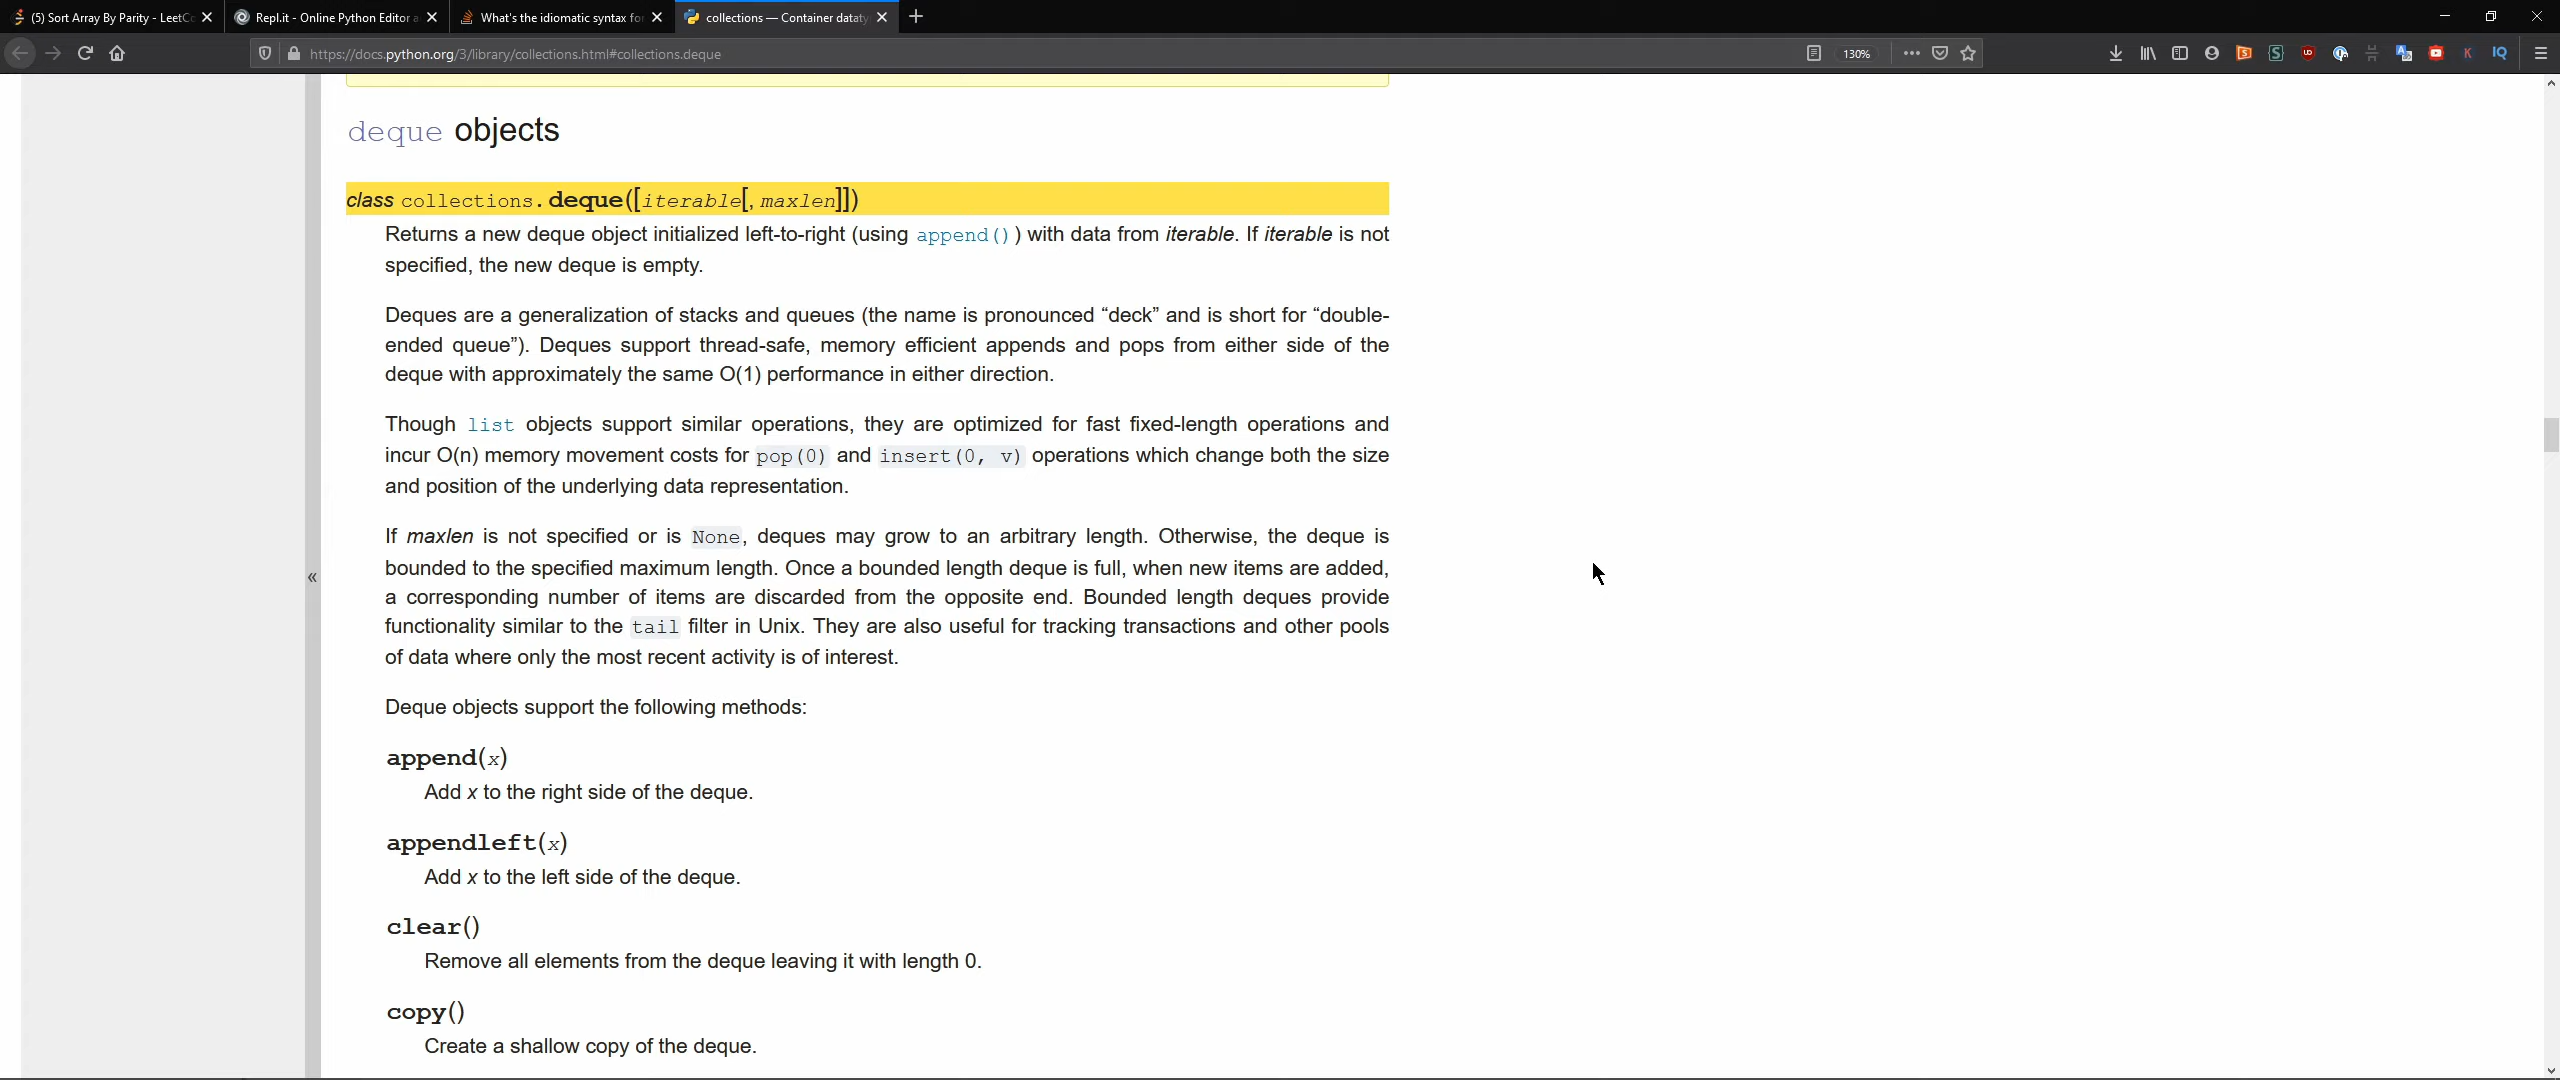 (5) Sort Array By Parity - LeetCo
Repl.it - Online Python Editor a
What's the idiomatic syntax for
collections — Container dataty
https://docs.python.org/3/library/collections.html#collections.deque
130%
deque objects
class collections.deque([iterable[, maxlen]])
Returns a new deque object initialized left-to-right (using append()) with data from iterable. If iterable is not
specified, the new deque is empty.
Deques are a generalization of stacks and queues (the name is pronounced “deck” and is short for “double-
ended queue”). Deques support thread-safe, memory efficient appends and pops from either side of the
deque with approximately the same O(1) performance in either direction.
Though list objects support similar operations, they are optimized for fast fixed-length operations and
incur O(n) memory movement costs for pop(0) and insert(0, v) operations which change both the size
and position of the underlying data representation.
If maxlen is not specified or is None, deques may grow to an arbitrary length. Otherwise, the deque is
bounded to the specified maximum length. Once a bounded length deque is full, when new items are added,
a corresponding number of items are discarded from the opposite end. Bounded length deques provide
functionality similar to the tail filter in Unix. They are also useful for tracking transactions and other pools
of data where only the most recent activity is of interest.
«
Deque objects support the following methods:
append(x)
Add x to the right side of the deque.
appendleft(x)
Add x to the left side of the deque.
clear()
Remove all elements from the deque leaving it with length 0.
copy()
Create a shallow copy of the deque.